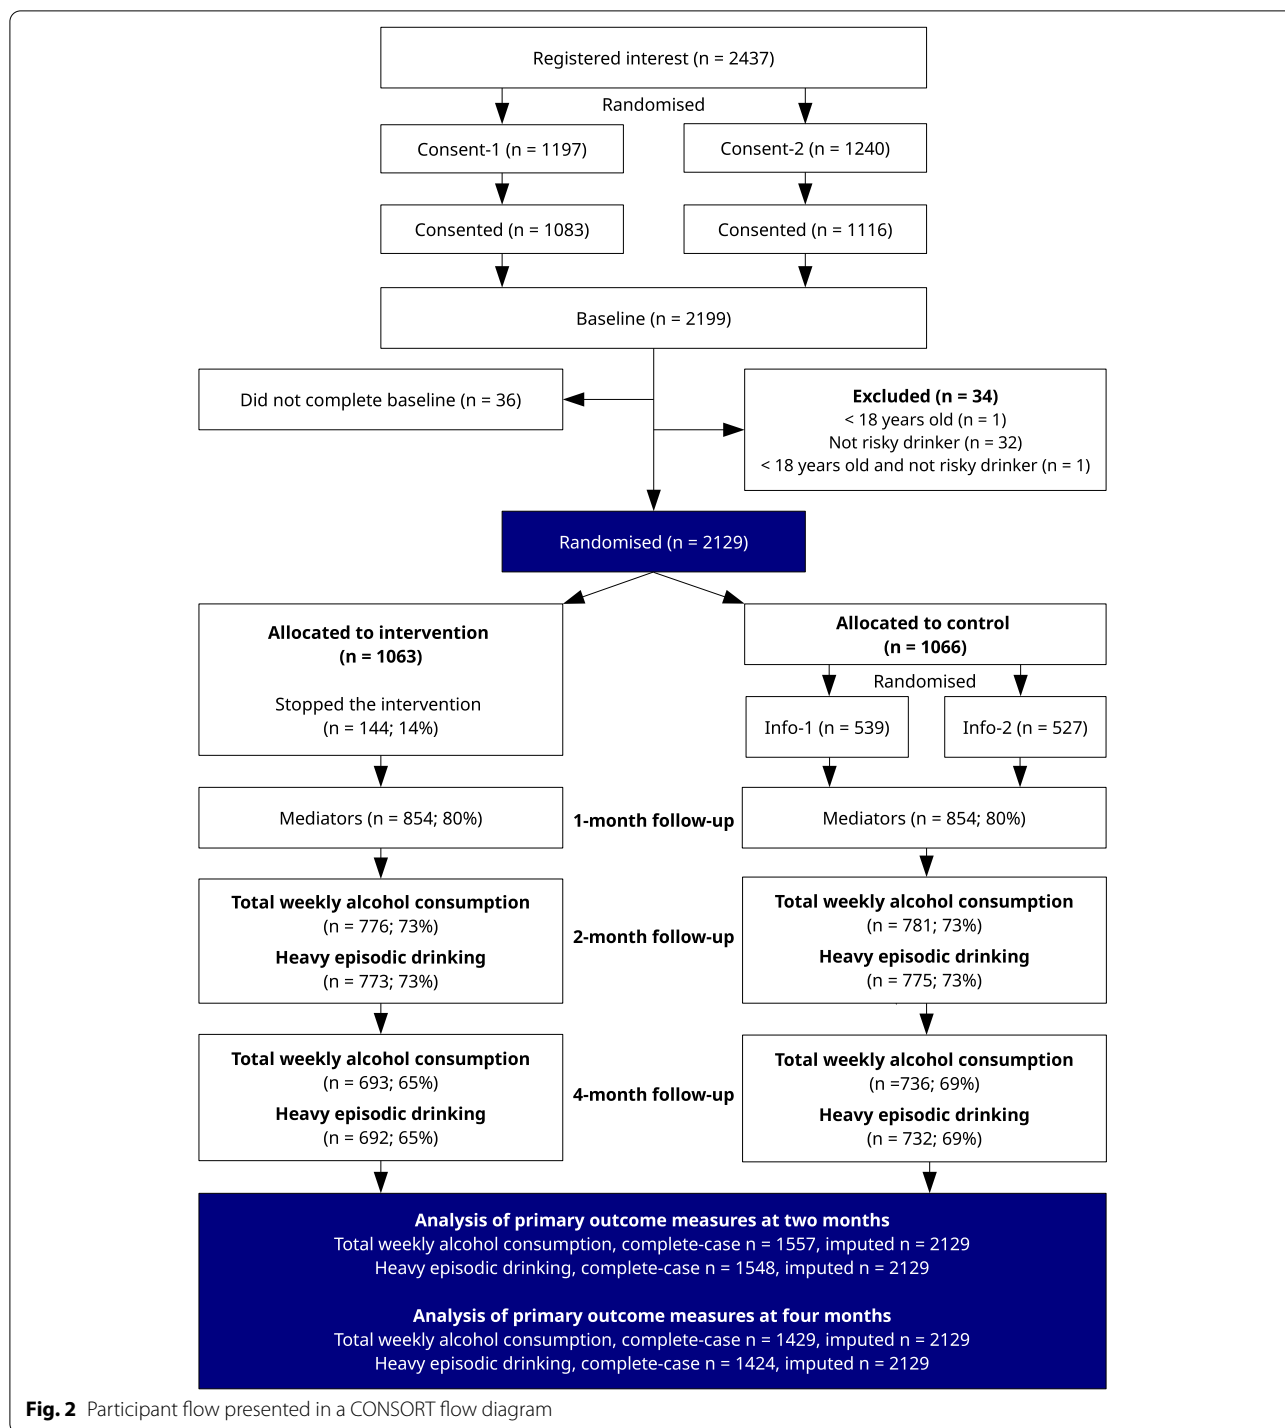 Registered interest (n = 2437)
Randomised
Consent-1 (n = 1197)
Consent-2 (n = 1240)
Consented (n = 1083)
Consented (n = 1116)
Baseline (n = 2199)
Did not complete baseline (n = 36)
Excluded (n = 34)
< 18 years old (n = 1)
Not risky drinker (n = 32)
< 18 years old and not risky drinker (n = 1)
Randomised (n = 2129)
Allocated to intervention
(n = 1063)
Stopped the intervention
(n = 144; 14%)
Allocated to control
(n = 1066)
Randomised
Info-1 (n = 539)
Info-2 (n = 527)
Mediators (n = 854; 80%)
1-month follow-up
Mediators (n = 854; 80%)
Total weekly alcohol consumption
(n = 776; 73%)
Heavy episodic drinking
(n = 773; 73%)
2-month follow-up
Total weekly alcohol consumption
(n = 781; 73%)
Heavy episodic drinking
(n = 775; 73%)
Total weekly alcohol consumption
(n = 693; 65%)
Heavy episodic drinking
(n = 692; 65%)
4-month follow-up
Total weekly alcohol consumption
(n =736; 69%)
Heavy episodic drinking
(n = 732; 69%)
Analysis of primary outcome measures at two months
Total weekly alcohol consumption, complete-case n = 1557, imputed n = 2129
Heavy episodic drinking, complete-case n = 1548, imputed n = 2129
Analysis of primary outcome measures at four months
Total weekly alcohol consumption, complete-case n = 1429, imputed n = 2129
Heavy episodic drinking, complete-case n = 1424, imputed n = 2129
Fig. 2 Participant flow presented in a CONSORT flow diagram